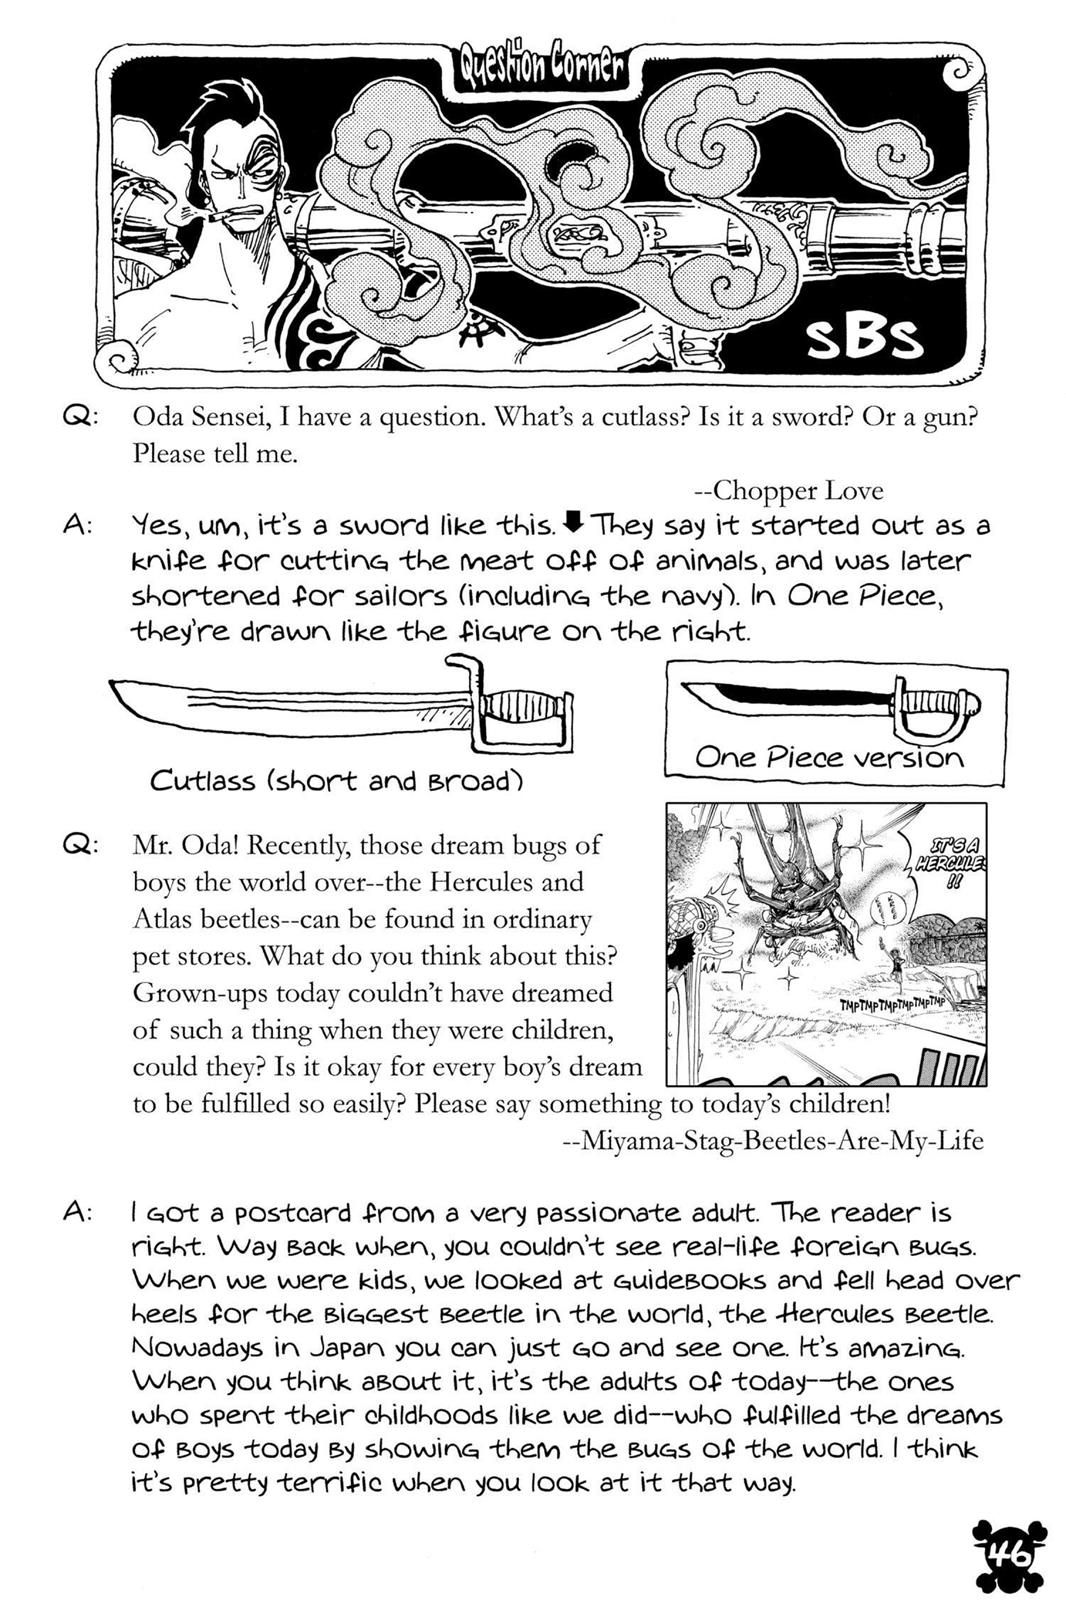 Question Corner
SBS
Q: Oda Sensei, I have a question. What's a cutlass? Is it a sword? Or a gun?
Please tell me.
--Chopper Love
A: Yes, um, it's a sword like this. They say it started out as a
knife for cutting the meat off of animals, and was later
shortened for sailors (including the navy). In One Piece,
they're drawn like the figure on the right.
Cutlass (short and broad)
One Piece version
Q: Mr. Oda! Recently, those dream bugs of
boys the world over--the Hercules and
Atlas beetles--can be found in ordinary
pet stores. What do you think about this?
Grown-ups today couldn't have dreamed
of such a thing when they were children,
could they? Is it okay for every boy's dream
to be fulfilled so easily? Please say something to today's children!
--Miyama-Stag-Beetles-Are-My-Life
IT'S A
HERCULES
!!
TMPTMPTMPTMPTMPTMP
A: I got a postcard from a very passionate adult. The reader is
right. Way back when, you couldn't see real-life foreign bugs.
When we were kids, we looked at guidebooks and fell head over
heels for the biggest beetle in the world, the Hercules beetle.
Nowadays in Japan you can just go and see one. It's amazing.
When you think about it, it's the adults of today--the ones
who spent their childhoods like we did--who fulfilled the dreams
of boys today by showing them the bugs of the world. I think
it's pretty terrific when you look at it that way.
46